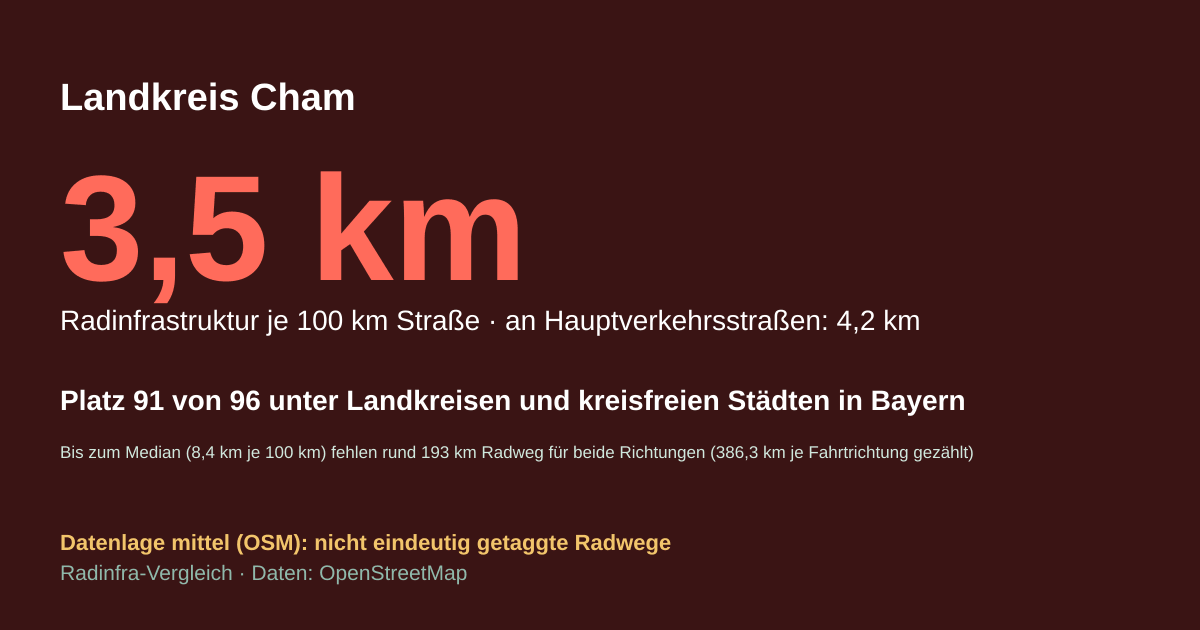 Landkreis Cham
3,5 km
Radinfrastruktur je 100 km Straße · an Hauptverkehrsstraßen: 4,2 km
Platz 91 von 96 unter Landkreisen und kreisfreien Städten in Bayern
Bis zum Median (8,4 km je 100 km) fehlen rund 193 km Radweg für beide Richtungen (386,3 km je Fahrtrichtung gezählt)
Datenlage mittel (OSM): nicht eindeutig getaggte Radwege
Radinfra-Vergleich · Daten: OpenStreetMap